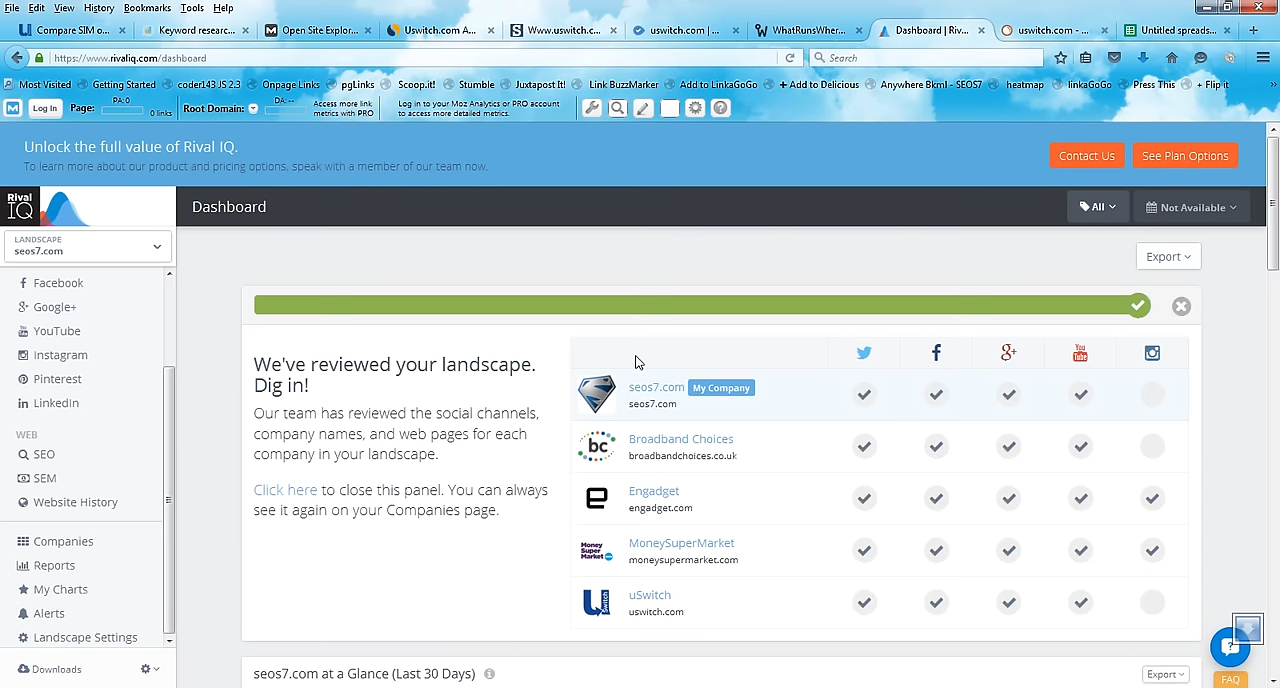 File Edit View History Bookmarks Tools Help
Compare SIM o...
Keyword researc...
Open Site Explor...
Uswitch.com A...
Www.uswitch.c...
uswitch.com | ...
WhatRunsWher...
Dashboard | Riv...
uswitch.com - ...
Untitled spreads...
https://www.rivaliq.com/dashboard
Search
Most Visited
Getting Started
coder143 JS 2.3
Onpage Links
pgLinks
Scoop.it!
Stumble
Juxtapost it!
Link BuzzMarker
Add to LinkaGoGo
+ Add to Delicious
Anywhere Bkml - SEOS7
heatmap
linkaGoGo
Press This
+ Flip it
Log In
Page:
DA: 0
0 links
Root Domain:
DA: --
Access more link
metrics with PRO
Log in to your Moz Analytics or PRO account
to access more detailed metrics.
Unlock the full value of Rival IQ.
To learn more about our product and pricing options, speak with a member of our team now.
Contact Us
See Plan Options
Rival
IQ
Dashboard
All
Not Available
LANDSCAPE
seos7.com
Export
Facebook
Google+
YouTube
Instagram
Pinterest
LinkedIn
WEB
SEO
SEM
Website History
Companies
Reports
My Charts
Alerts
Landscape Settings
Downloads
We've reviewed your landscape.
Dig in!
Our team has reviewed the social channels,
company names, and web pages for each
company in your landscape.
Click here to close this panel. You can always
see it again on your Companies page.
seos7.com My Company
seos7.com
bc
Broadband Choices
broadbandchoices.co.uk
Engadget
engadget.com
Money
Super
Market
MoneySuperMarket
moneysupermarket.com
uSwitch
uswitch.com
seos7.com at a Glance (Last 30 Days)
Export
FAQ